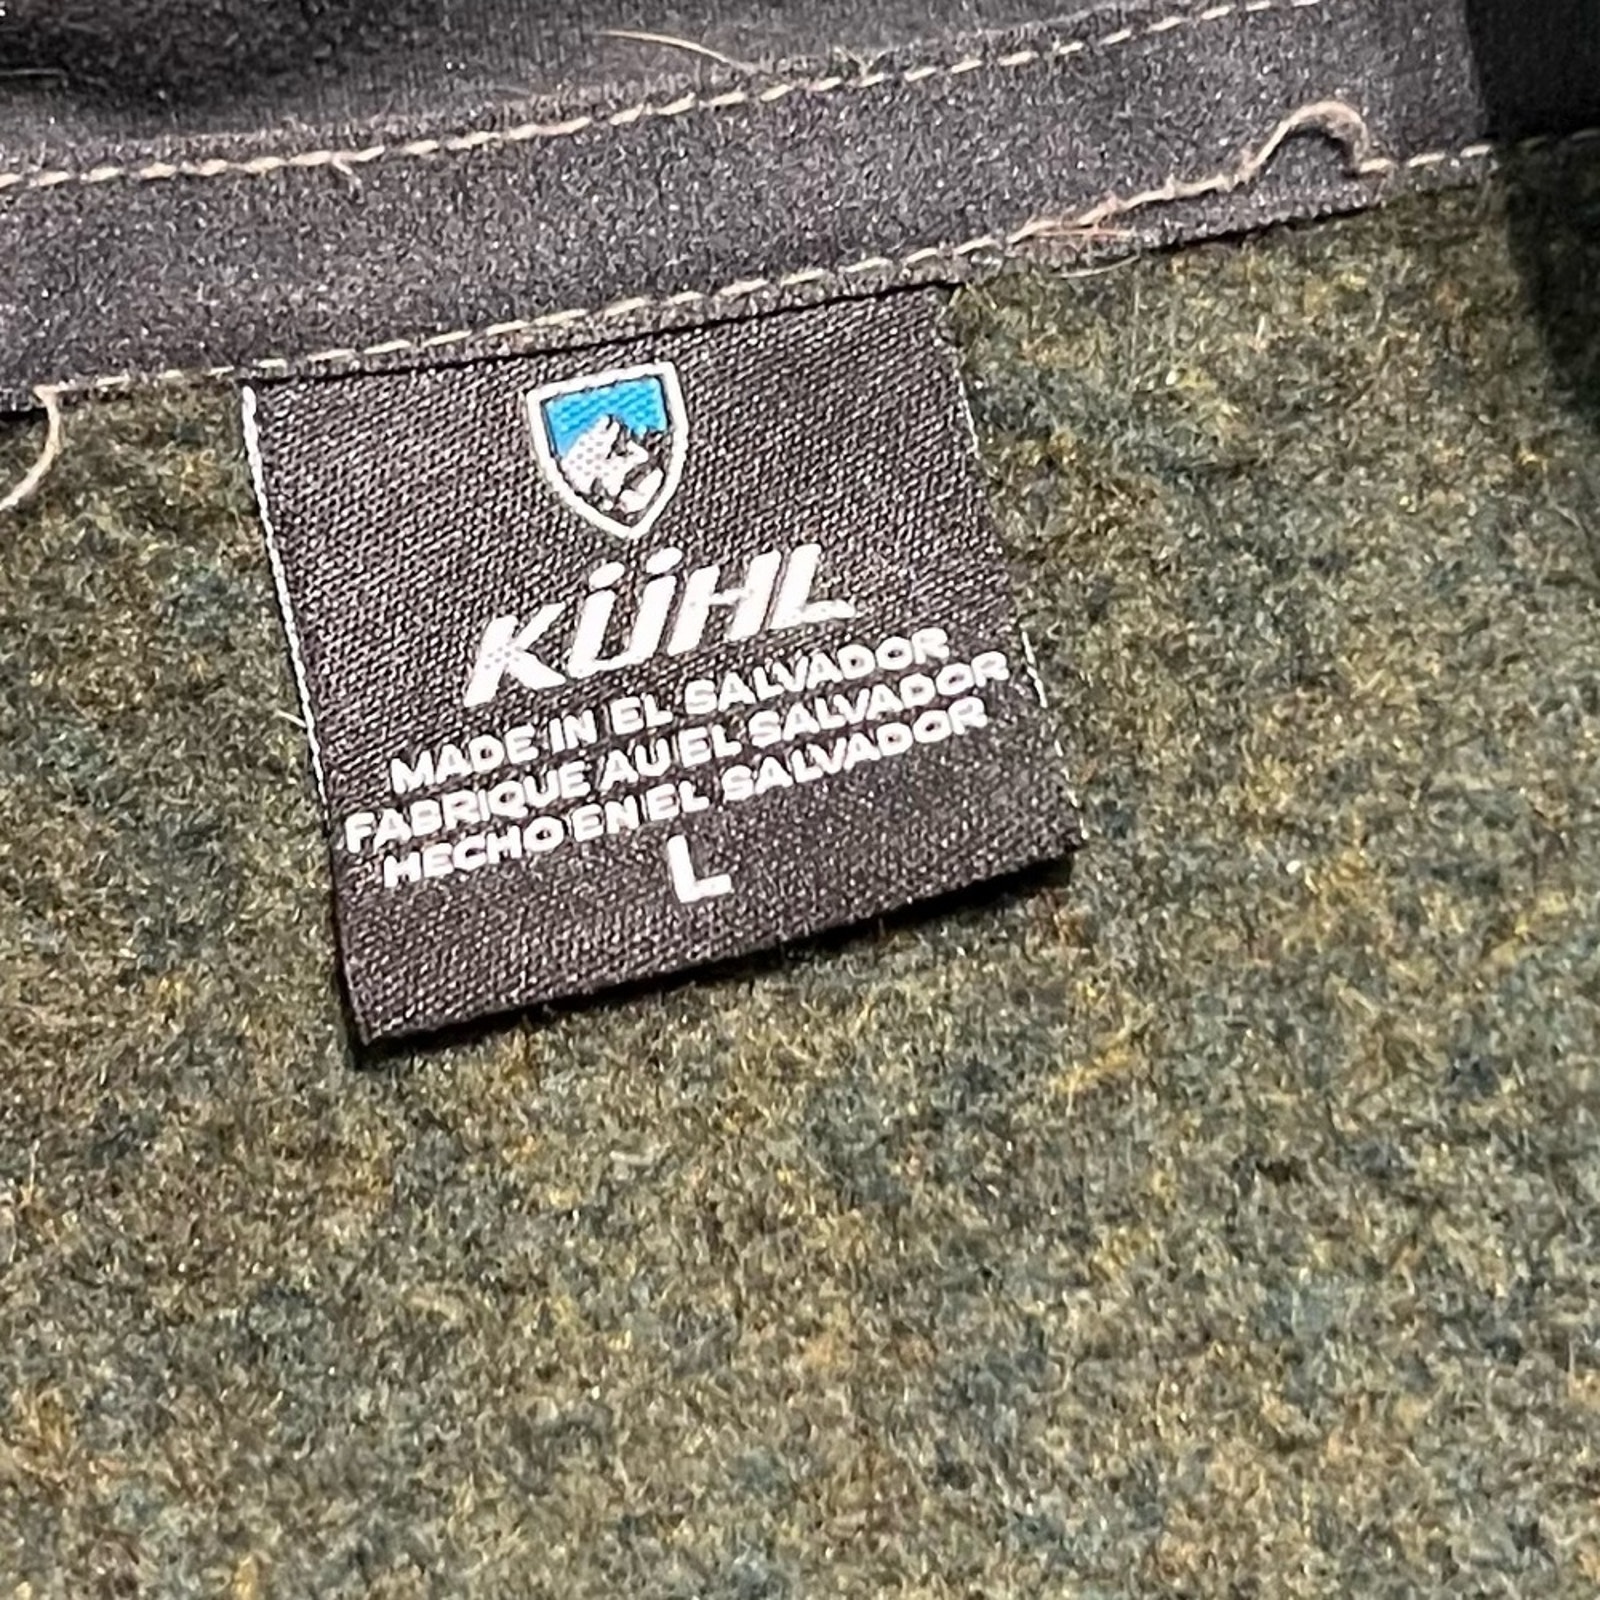 KÜHL
MADE IN EL SALVADOR
FABRIQUE AU EL SALVADOR
HECHO EN EL SALVADOR
L